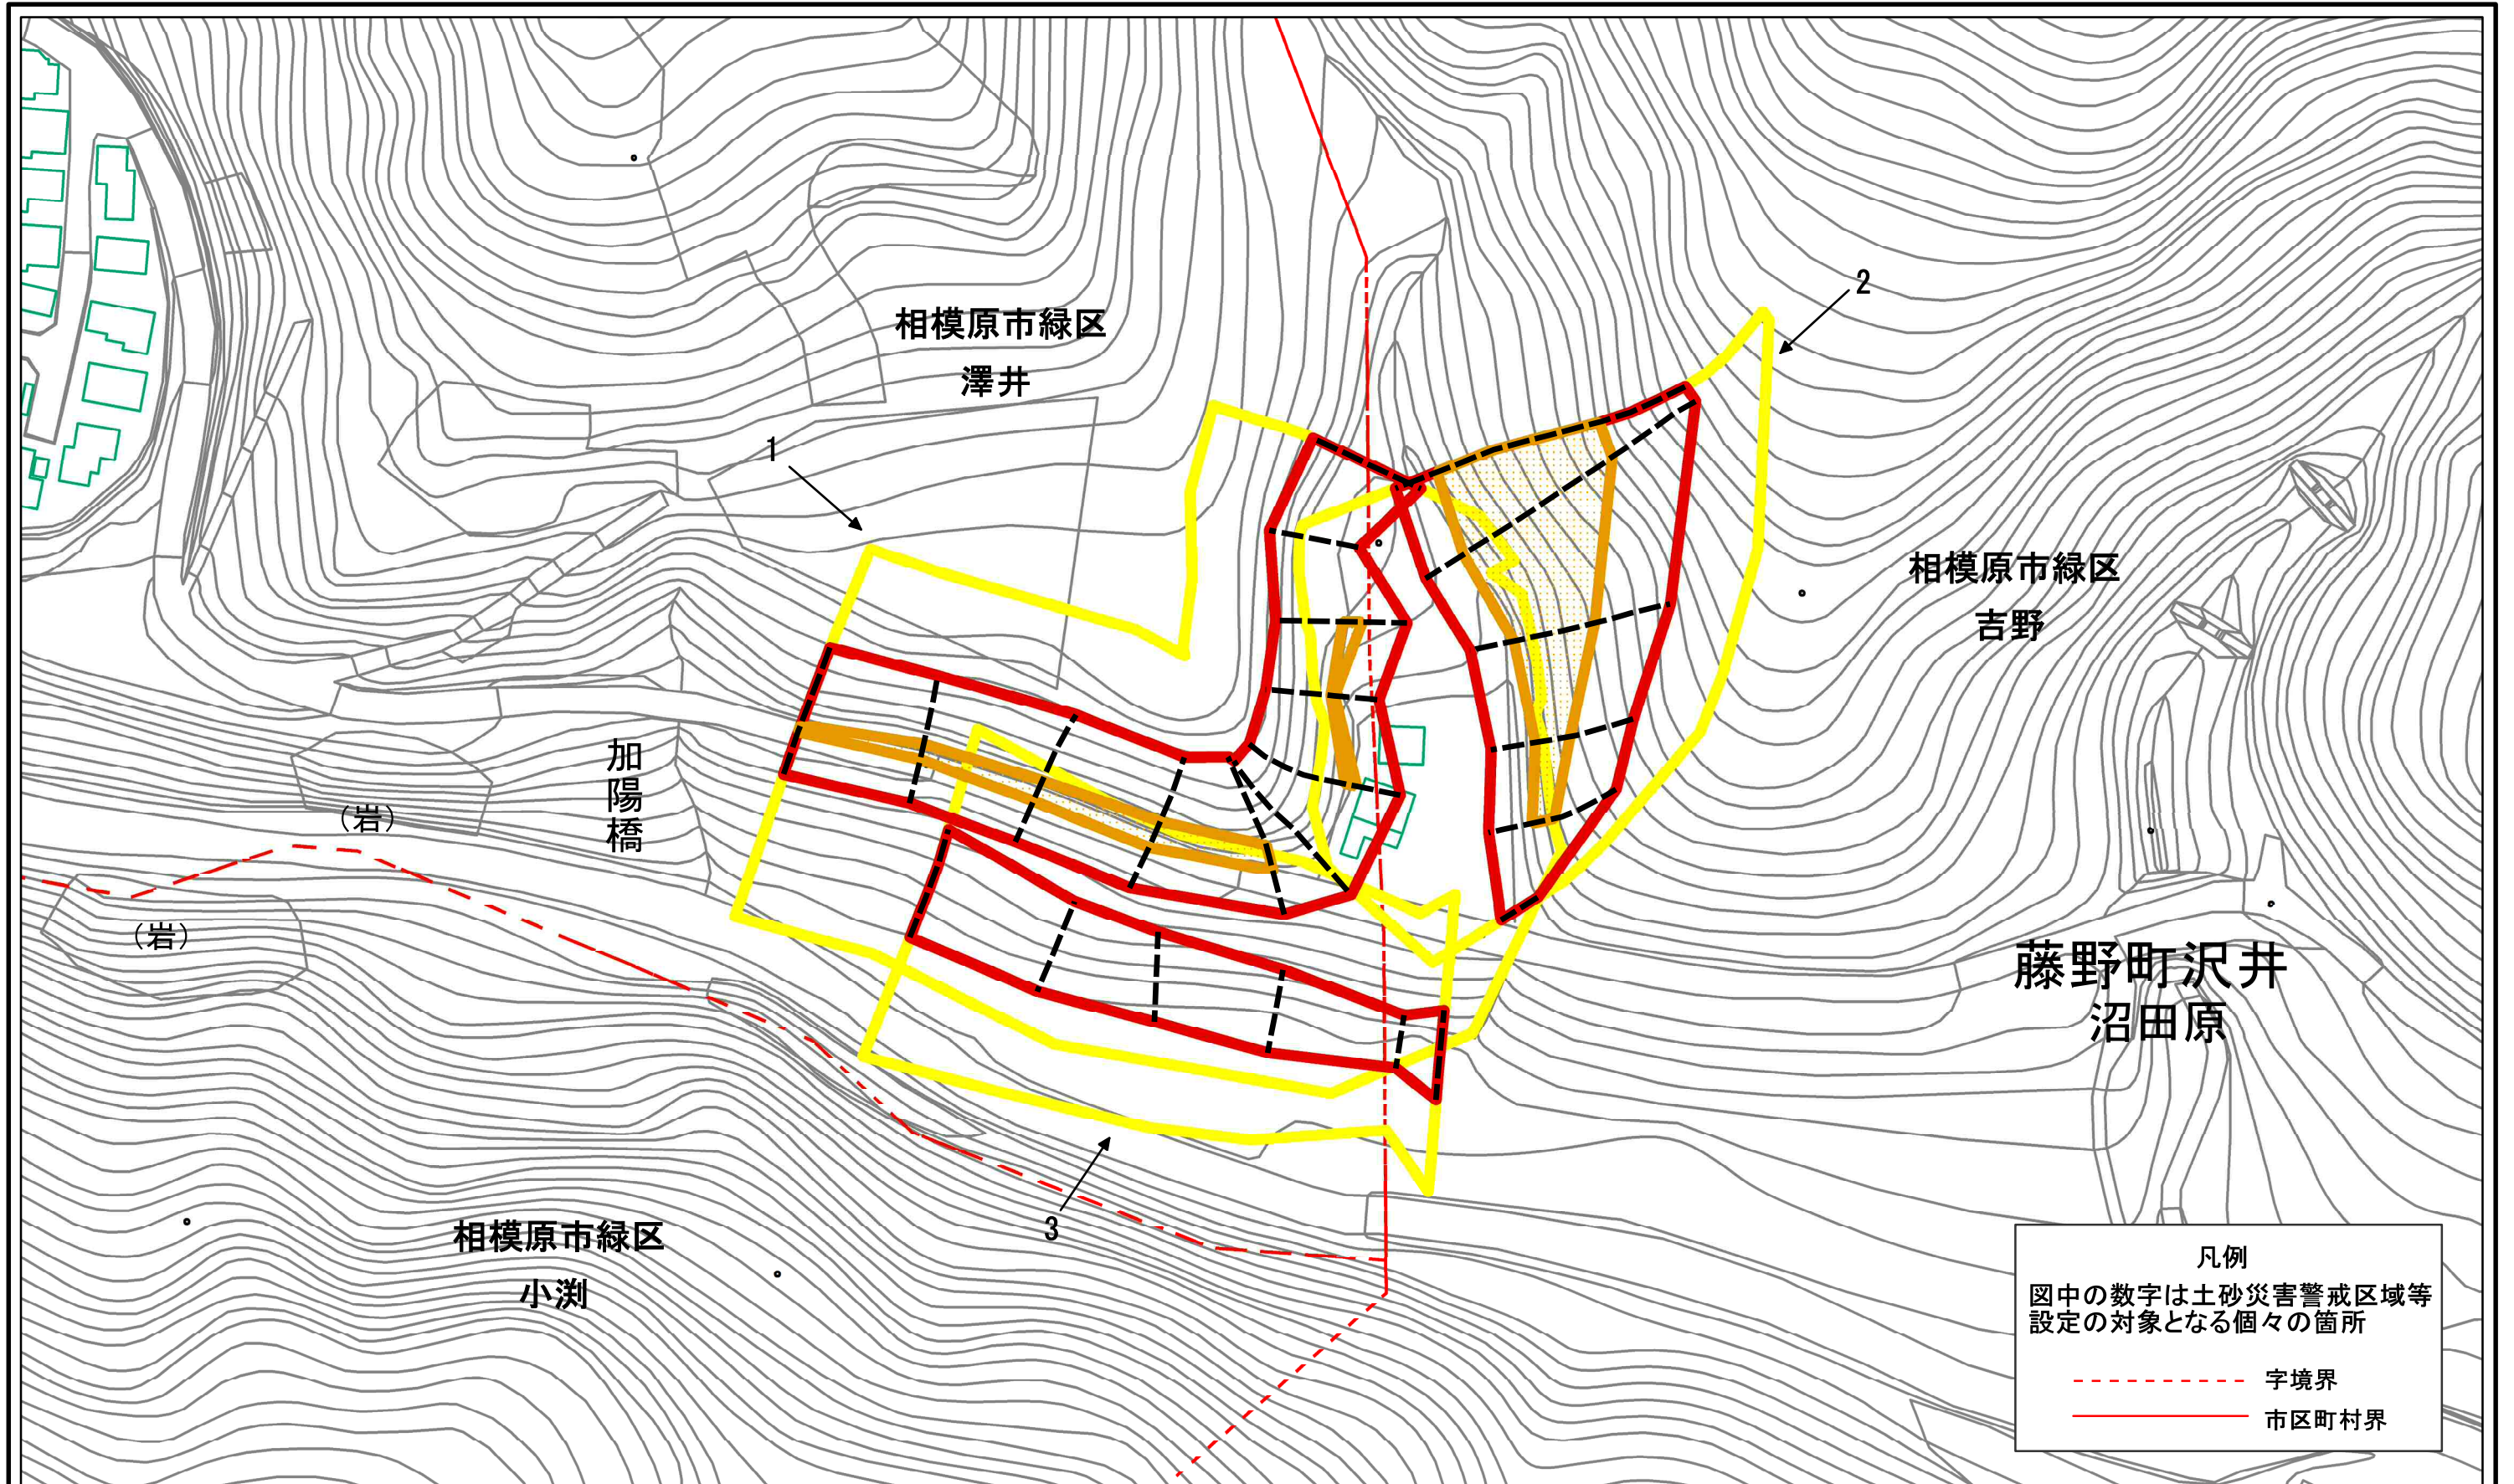 2
相模原市緑区
澤井
1
相模原市緑区
吉野
加陽橋
(岩)
(岩)
藤野町沢井
沼田原
3
相模原市緑区
小渕
凡例
図中の数字は土砂災害警戒区域等
設定の対象となる個々の箇所
字境界
市区町村界